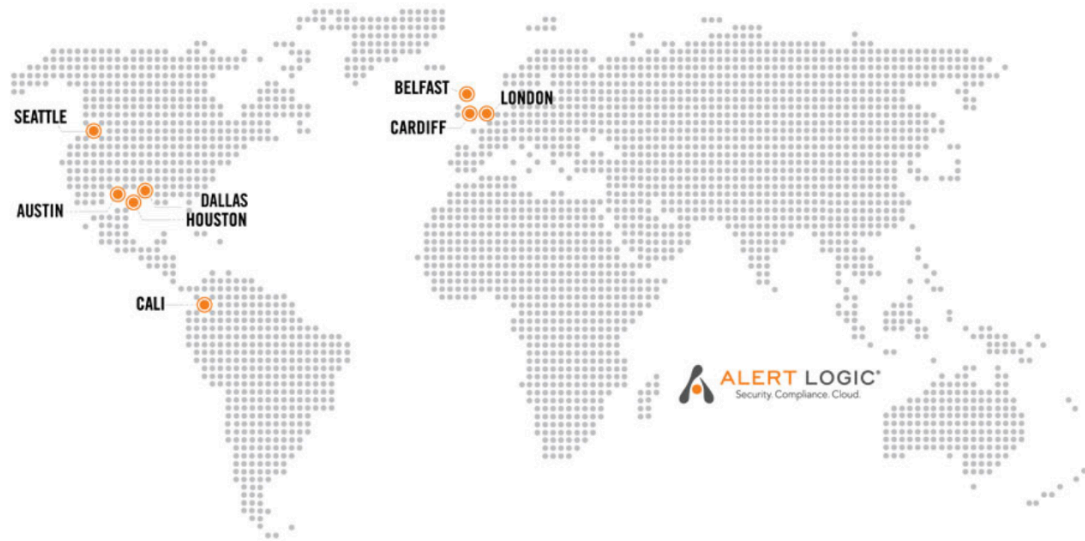 BELFAST
LONDON
SEATTLE
CARDIFF
DALLAS
AUSTIN
HOUSTON
CALI
ALERT LOGIC®
Security. Compliance. Cloud.